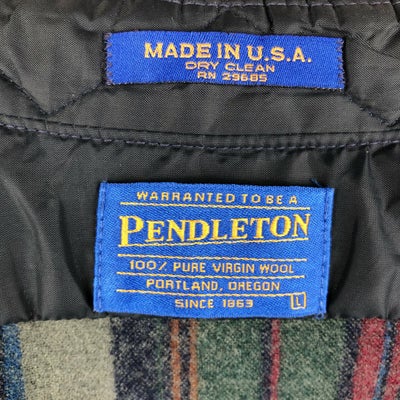 MADE IN U.S.A.
DRY CLEAN
RN 29685
WARRANTED TO BE A
PENDLETON
100% PURE VIRGIN WOOL
PORTLAND, OREGON
SINCE 1863 L